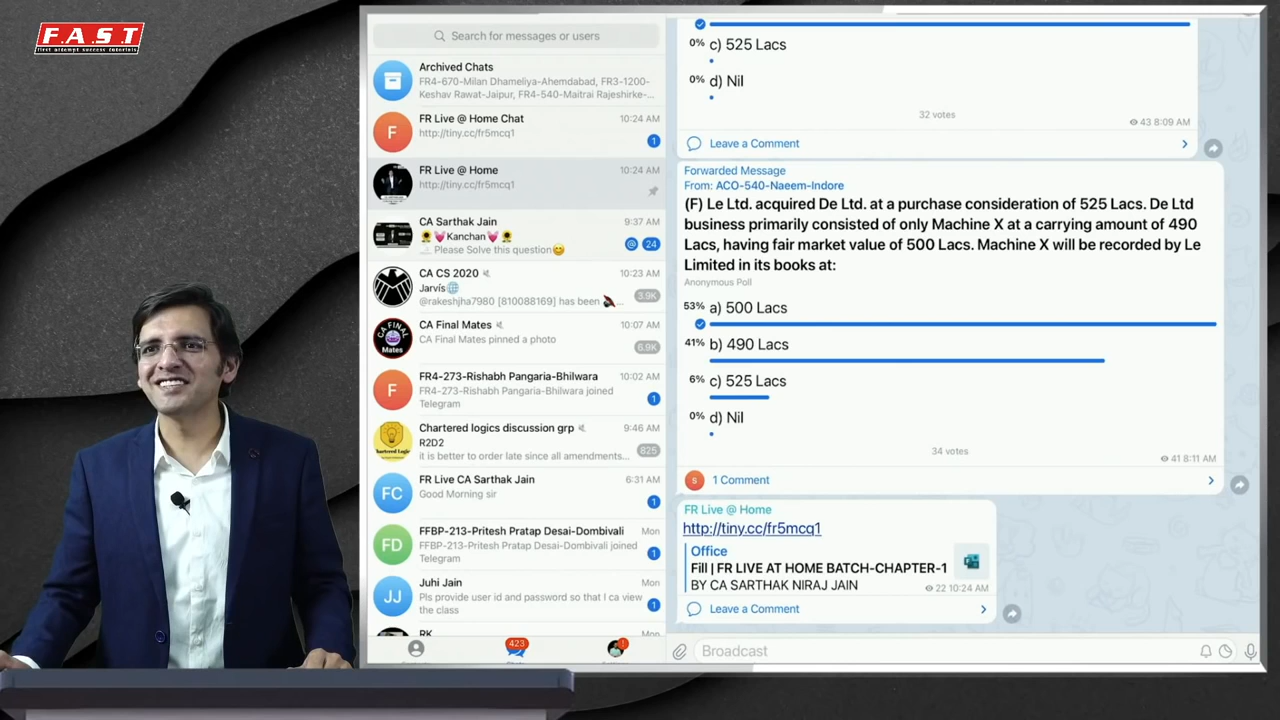 F.A.S.T
first attempt success tutorials
Search for messages or users
Archived Chats
FR4-670-Milan Dhameliya-Ahemdabad, FR3-1200-
Keshav Rawat-Jaipur, FR4-540-Maitrai Rajeshirke-...
FR Live @ Home Chat
10:24 AM
http://tiny.cc/fr5mcq1
1
F
FR Live @ Home
10:24 AM
http://tiny.cc/fr5mcq1
CA Sarthak Jain
9:37 AM
🌻💓Kanchan💓🌻
Please Solve this question😊
@ 24
CA CS 2020
10:23 AM
Jarvís🌐
@rakeshjha7980 [810088169] has been
3.9K
CA Final Mates
10:07 AM
CA Final Mates pinned a photo
6.9K
CA FINAL
Mates
FR4-273-Rishabh Pangaria-Bhilwara
10:02 AM
FR4-273-Rishabh Pangaria-Bhilwara joined
Telegram
1
F
Chartered logics discussion grp
9:46 AM
R2D2
it is better to order late since all amendments...
825
Chartered Logic
FR Live CA Sarthak Jain
6:31 AM
Good Morning sir
1
FC
FFBP-213-Pritesh Pratap Desai-Dombivali
Mon
FFBP-213-Pritesh Pratap Desai-Dombivali joined
Telegram
1
FD
Juhi Jain
Mon
Pls provide user id and password so that I ca view
the class
1
JJ
RK
Mon
423
!
0% c) 525 Lacs
0% d) Nil
32 votes
43 8:09 AM
Leave a Comment
Forwarded Message
From: ACO-540-Naeem-Indore
(F) Le Ltd. acquired De Ltd. at a purchase consideration of 525 Lacs. De Ltd
business primarily consisted of only Machine X at a carrying amount of 490
Lacs, having fair market value of 500 Lacs. Machine X will be recorded by Le
Limited in its books at:
Anonymous Poll
53% a) 500 Lacs
41% b) 490 Lacs
6% c) 525 Lacs
0% d) Nil
34 votes
41 8:11 AM
S
1 Comment
FR Live @ Home
http://tiny.cc/fr5mcq1
Office
Fill | FR LIVE AT HOME BATCH-CHAPTER-1
BY CA SARTHAK NIRAJ JAIN
22 10:24 AM
Leave a Comment
Broadcast